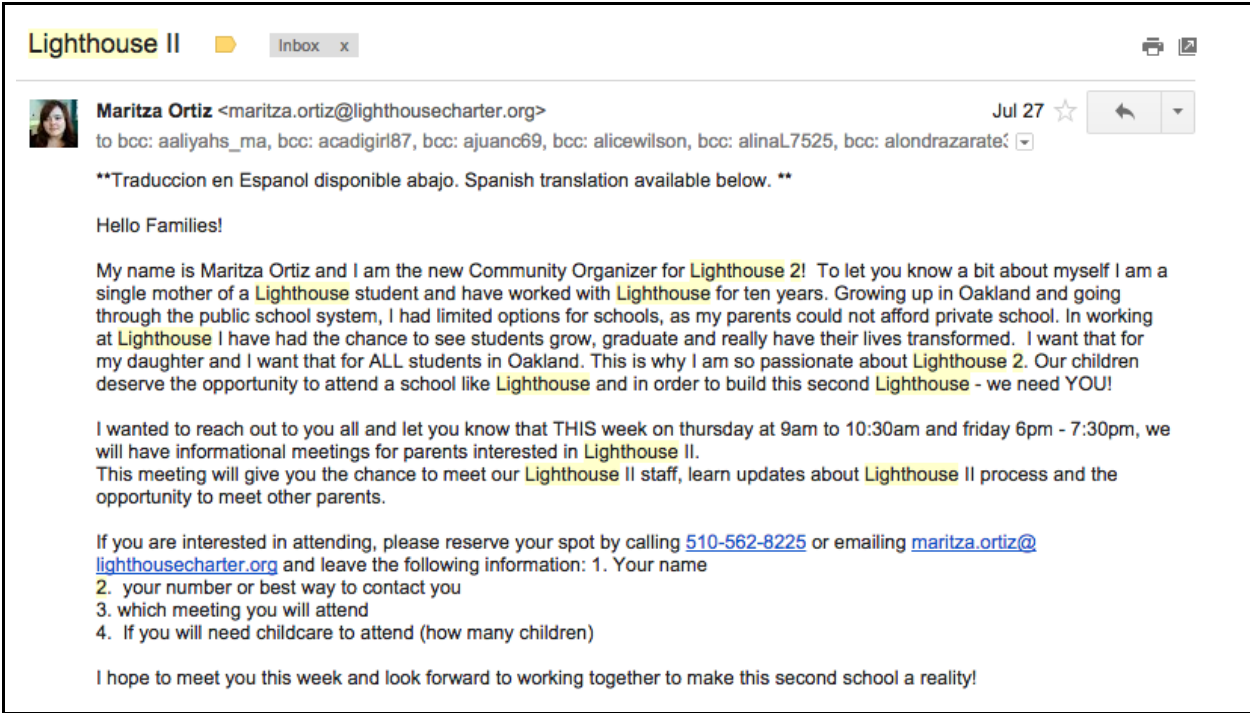 Lighthouse II
Inbox x
Maritza Ortiz <maritza.ortiz@lighthousecharter.org>
Jul 27
to bcc: aaliyahs_ma, bcc: acadigirl87, bcc: ajuanc69, bcc: alicewilson, bcc: alinaL7525, bcc: alondrazarate3
**Traduccion en Espanol disponible abajo. Spanish translation available below. **
Hello Families!
My name is Maritza Ortiz and I am the new Community Organizer for Lighthouse 2!  To let you know a bit about myself I am a
single mother of a Lighthouse student and have worked with Lighthouse for ten years. Growing up in Oakland and going
through the public school system, I had limited options for schools, as my parents could not afford private school. In working
at Lighthouse I have had the chance to see students grow, graduate and really have their lives transformed.  I want that for
my daughter and I want that for ALL students in Oakland. This is why I am so passionate about Lighthouse 2. Our children
deserve the opportunity to attend a school like Lighthouse and in order to build this second Lighthouse - we need YOU!
I wanted to reach out to you all and let you know that THIS week on thursday at 9am to 10:30am and friday 6pm - 7:30pm, we
will have informational meetings for parents interested in Lighthouse II.
This meeting will give you the chance to meet our Lighthouse II staff, learn updates about Lighthouse II process and the
opportunity to meet other parents.
If you are interested in attending, please reserve your spot by calling 510-562-8225 or emailing maritza.ortiz@
lighthousecharter.org and leave the following information: 1. Your name
2.  your number or best way to contact you
3. which meeting you will attend
4.  If you will need childcare to attend (how many children)
I hope to meet you this week and look forward to working together to make this second school a reality!